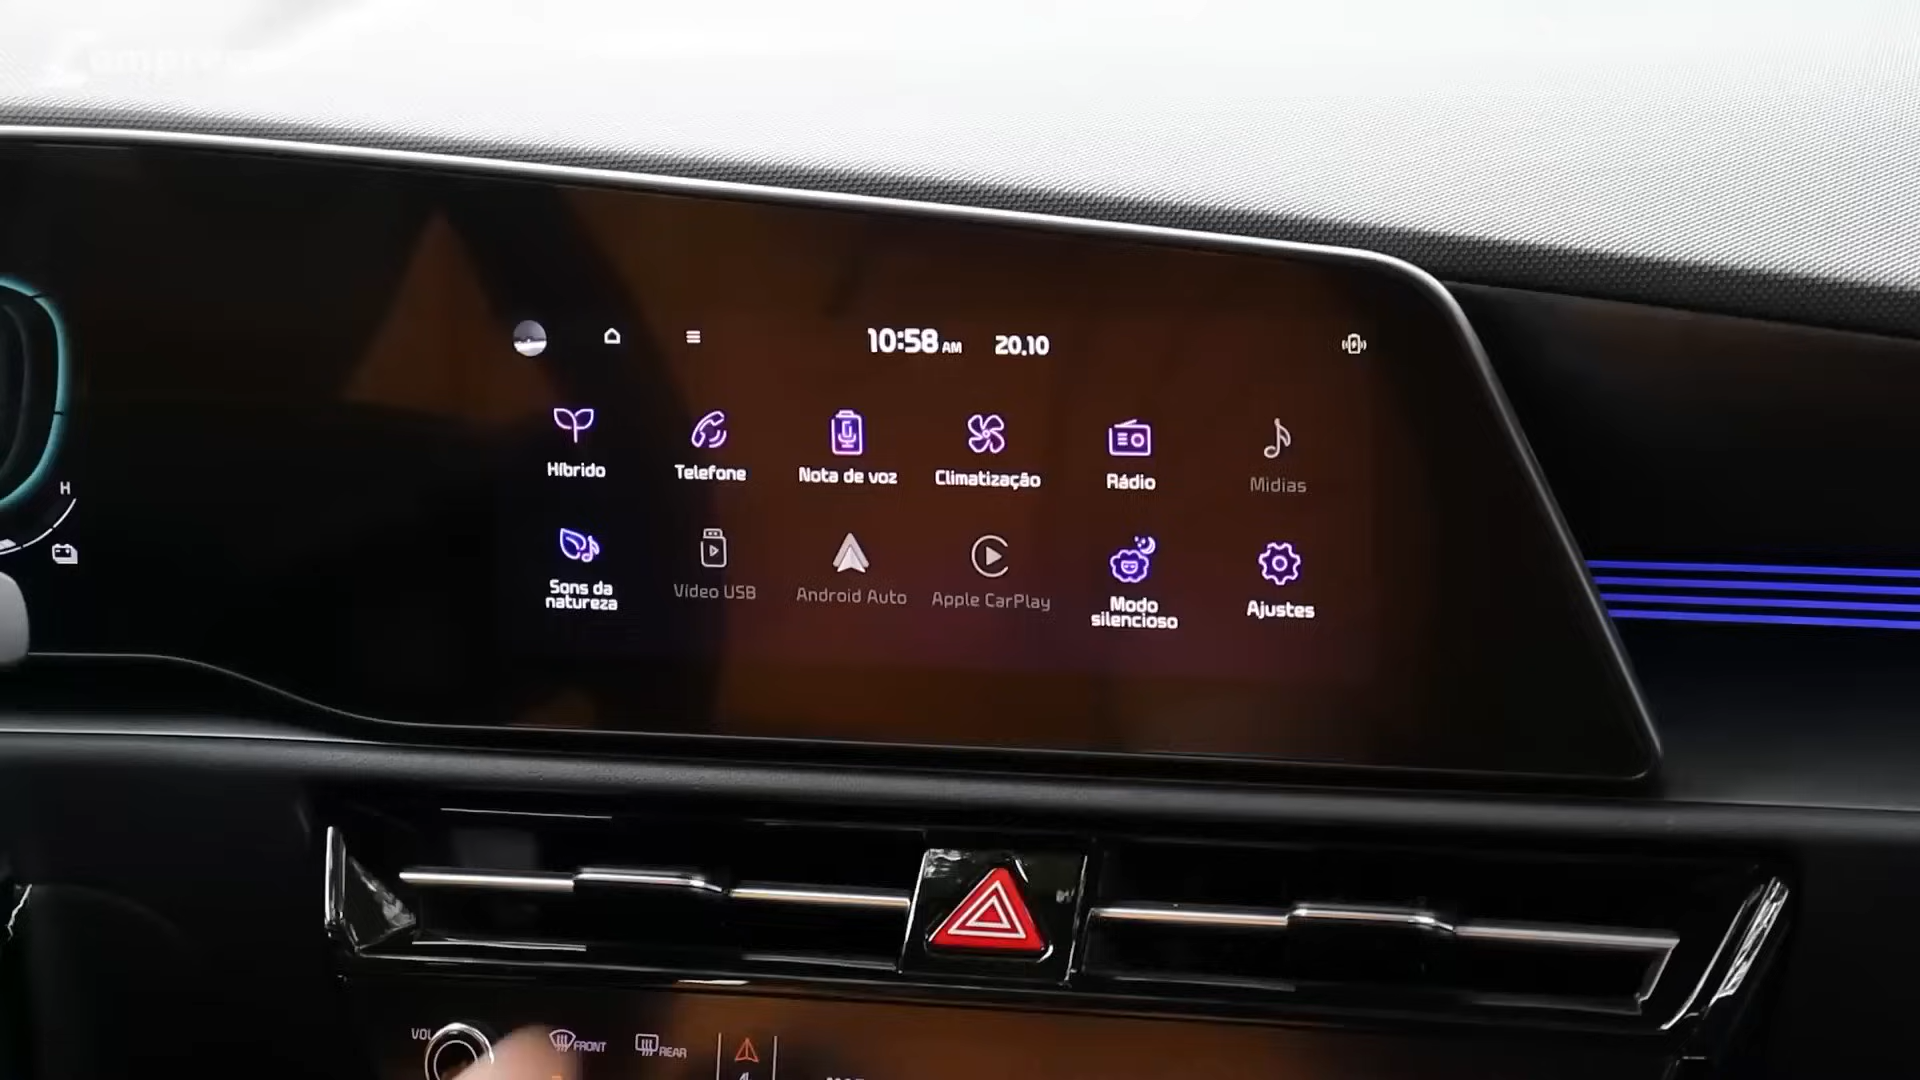 10:58 AM 20.10
Híbrido Telefone Nota de voz Climatização Rádio Mídias
Sons da natureza Vídeo USB Android Auto Apple CarPlay Modo silencioso Ajustes
H
VOL FRONT REAR